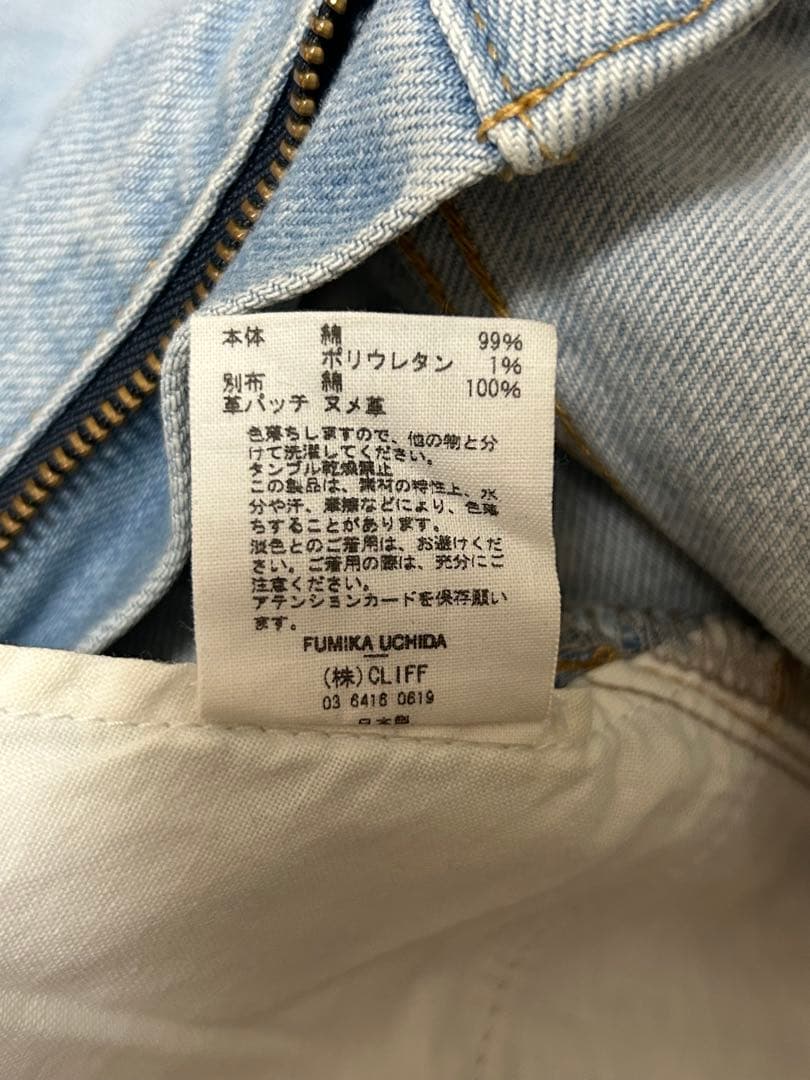 本体 綿 99%
ポリウレタン 1%
別布 綿 100%
革パッチ ヌメ革
色落ちしますので、他の物と分
けて洗濯してください。
タンブル乾燥禁止
この製品は、素材の特性上、水
分や汗、摩擦などにより、色落
ちすることがあります。
淡色とのご着用は、お避けくだ
さい。ご着用の際は、充分にご
注意ください。
アテンションカードを保存願い
ます。
FUMIKA UCHIDA
(株)CLIFF
03 6416 0619
日本製